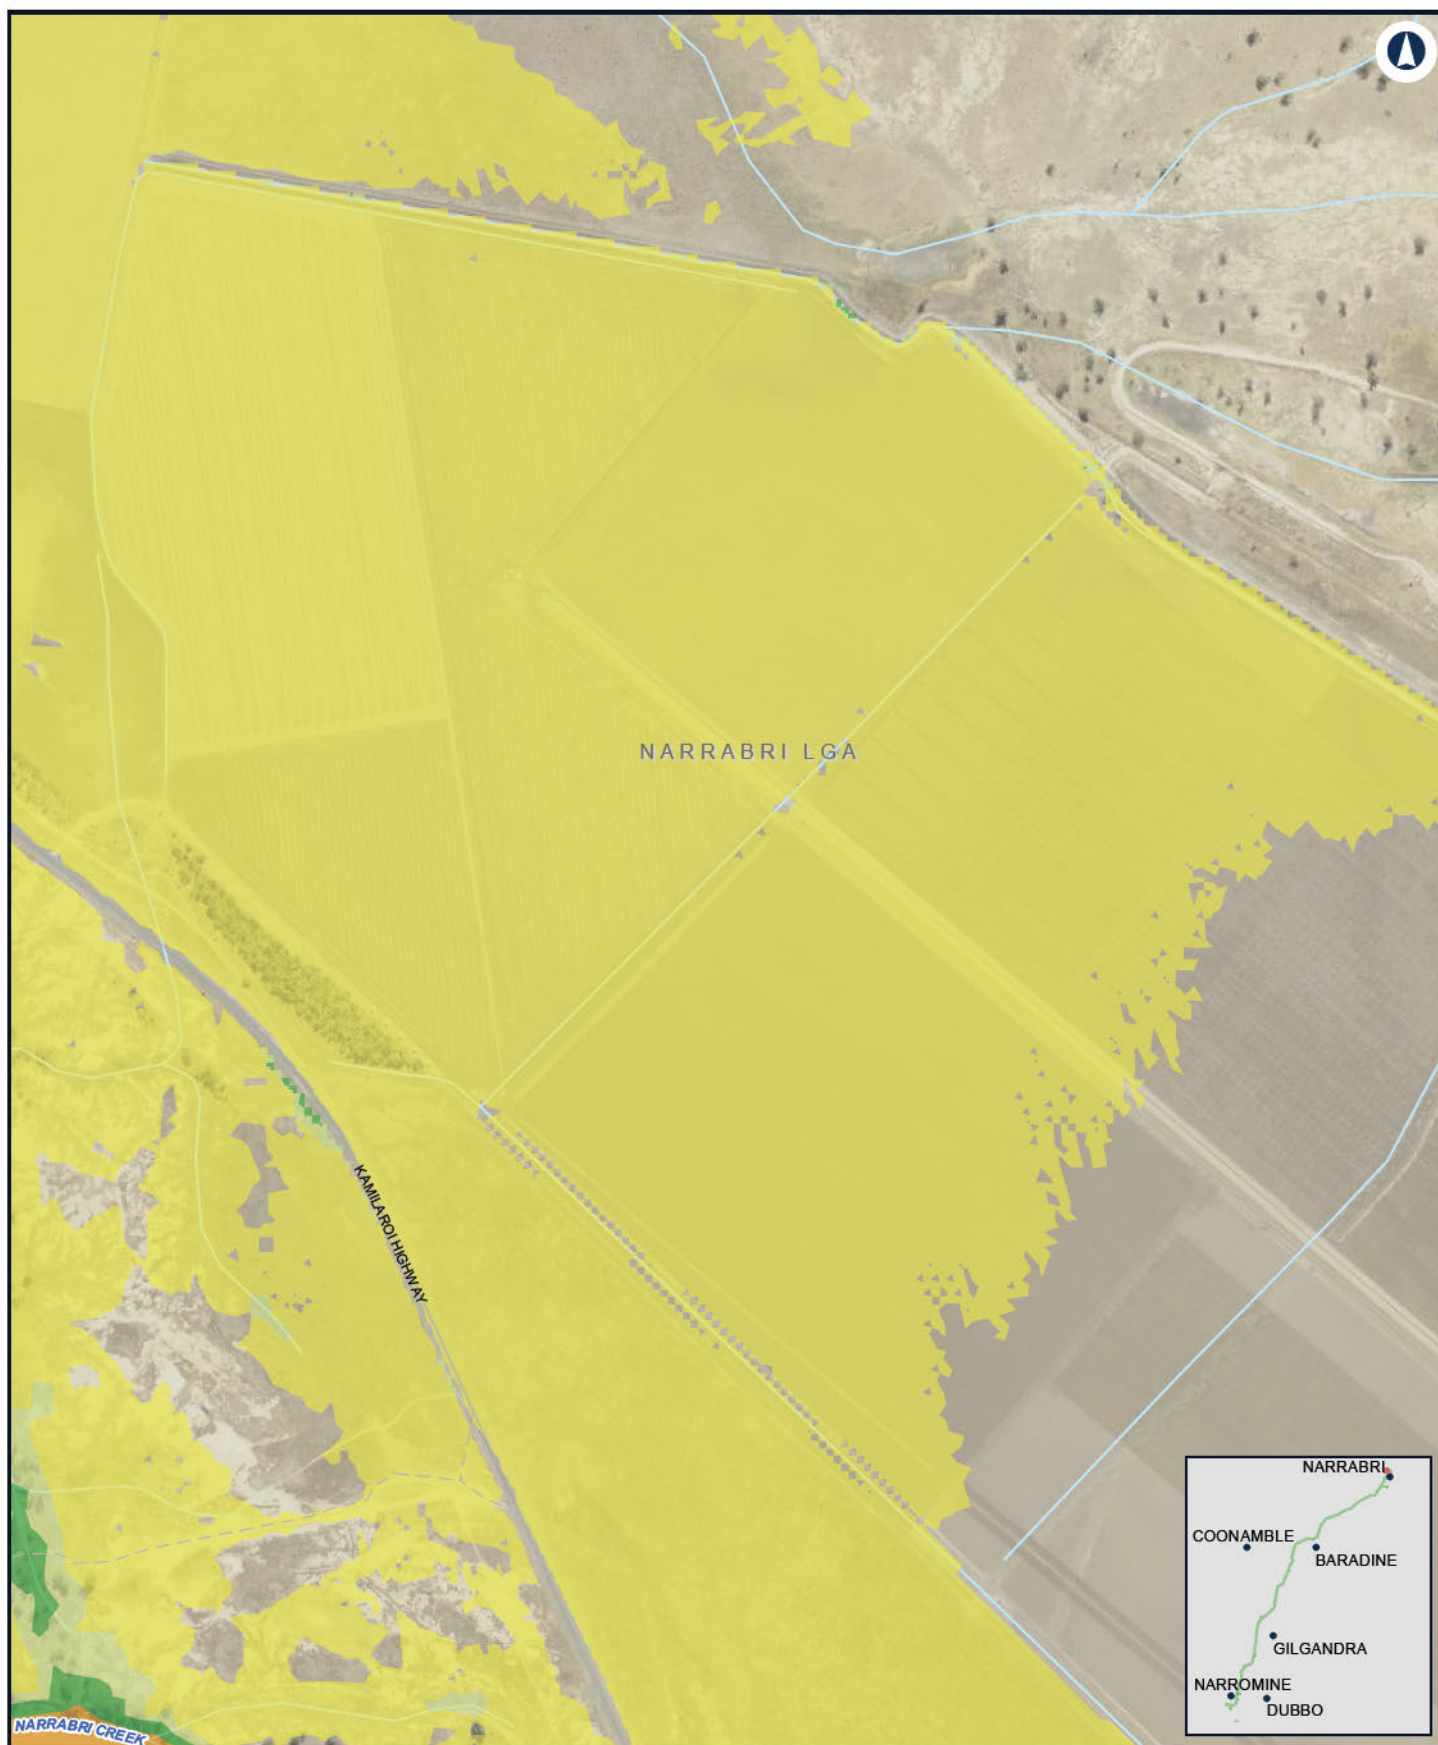 NARRABRI LGA
KAMILAROI HIGHWAY
NARRABRI CREEK
NARRABRI
COONAMBLE
BARADINE
GILGANDRA
NARROMINE
DUBBO